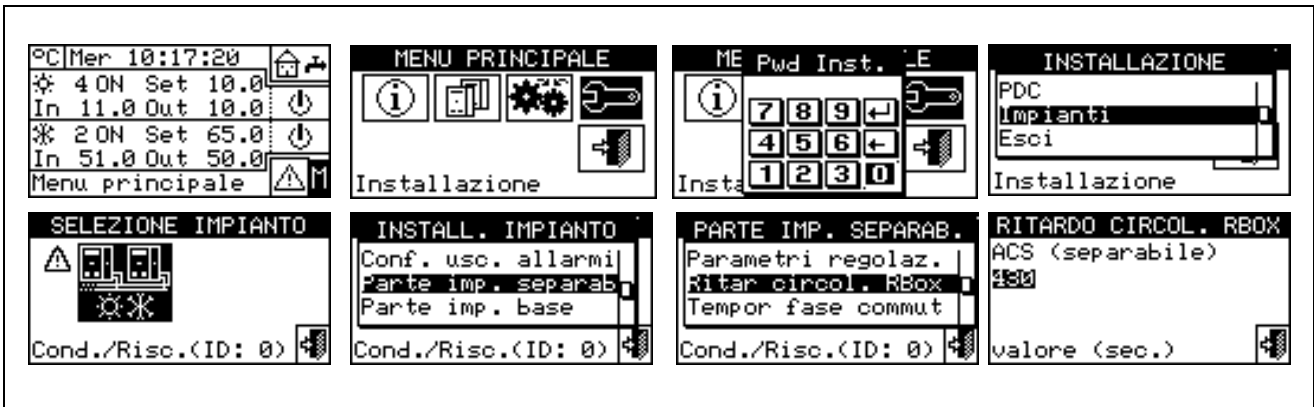 °C Mer 10:17:20
4 ON Set 10.0
In 11.0 Out 10.0
2 ON Set 65.0
In 51.0 Out 50.0
Menu principale M
MENU PRINCIPALE
i
Installazione
ME Pwd Inst. LE
i
7 8 9
4 5 6
1 2 3 0
Insta
INSTALLAZIONE
PDC
Impianti
Esci
Installazione
SELEZIONE IMPIANTO
Cond./Risc.(ID: 0)
INSTALL. IMPIANTO
Conf. usc. allarmi
Parte imp. separab
Parte imp. base
Cond./Risc.(ID: 0)
PARTE IMP. SEPARAB.
Parametri regolaz.
Ritar circol. RBox
Tempor fase commut
Cond./Risc.(ID: 0)
RITARDO CIRCOL. RBOX
ACS (separabile)
430
valore (sec.)